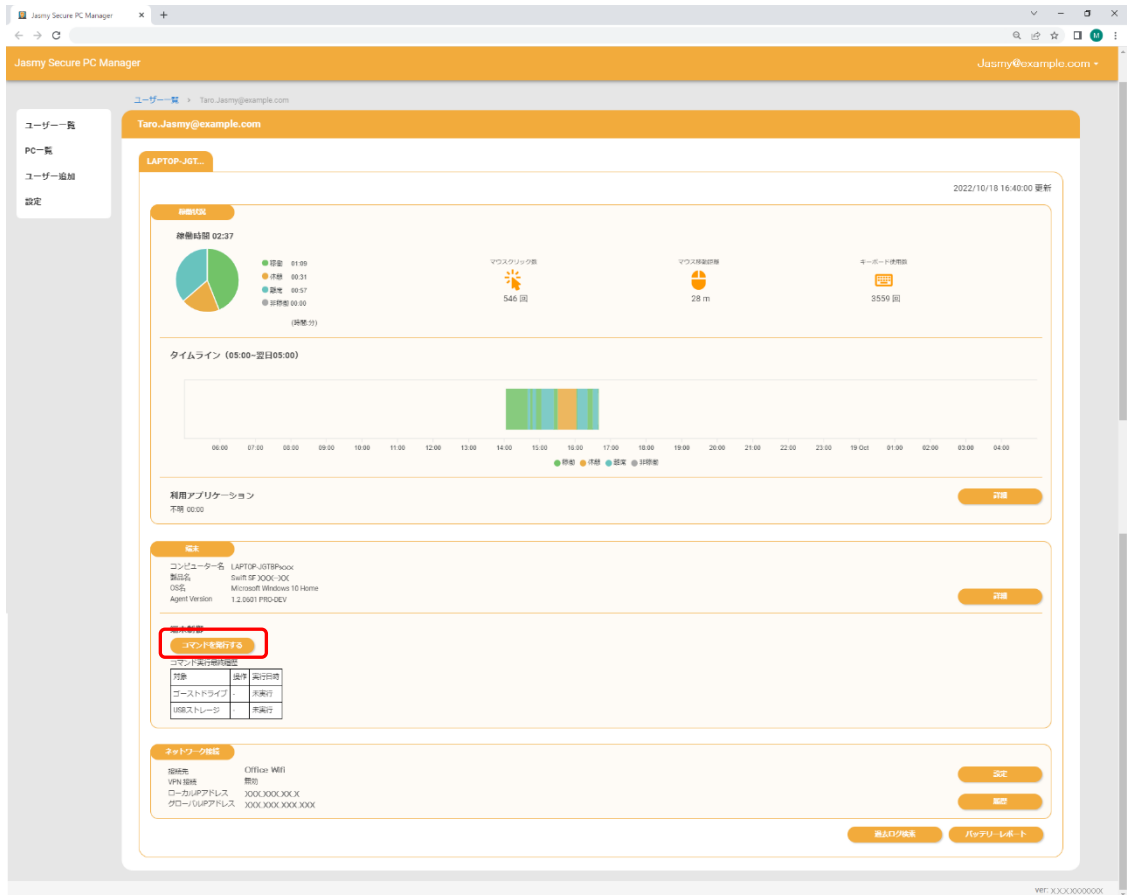 Jasmy Secure PC Manager
Jasmy Secure PC Manager
Jasmy@example.com
ユーザー一覧
PC一覧
ユーザー追加
設定
ユーザー一覧 › Taro.Jasmy@example.com
Taro.Jasmy@example.com
LAPTOP-JGT...
2022/10/18 16:40:00 更新
稼働状況
稼働時間 02:37
稼働 01:09
休憩 00:31
離席 00:57
非稼働 00:00
(時間:分)
マウスクリック数
546 回
マウス移動距離
28 m
キーボード使用数
3559 回
タイムライン（05:00~翌日05:00）
06:00 07:00 08:00 09:00 10:00 11:00 12:00 13:00 14:00 15:00 16:00 17:00 18:00 19:00 20:00 21:00 22:00 23:00 19 Oct 01:00 02:00 03:00 04:00
稼働 休憩 離席 非稼働
利用アプリケーション
不明 00:00
詳細
端末
コンピューター名 LAPTOP-JGTBPxxxx
製品名 Swift SF XXX--XX
OS名 Microsoft Windows 10 Home
Agent Version 1.2.0601 PRO-DEV
詳細
端末制御
コマンドを発行する
コマンド実行最終履歴
対象 操作 実行日時
ゴーストドライブ - 未実行
USBストレージ - 未実行
ネットワーク接続
接続先 Office Wifi
VPN 接続 無効
ローカルIPアドレス XXX.XXX.XX.X
グローバルIPアドレス XXX.XXX.XXX.XXX
設定
履歴
過去ログ検索
バッテリーレポート
ver: X.X.XXXXXXX